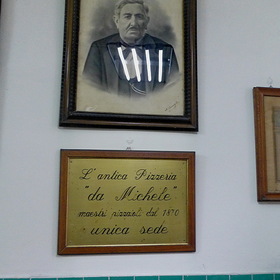 L'antica Pizzeria
"da Michele"
maestri pizzaioli dal 1870
unica sede